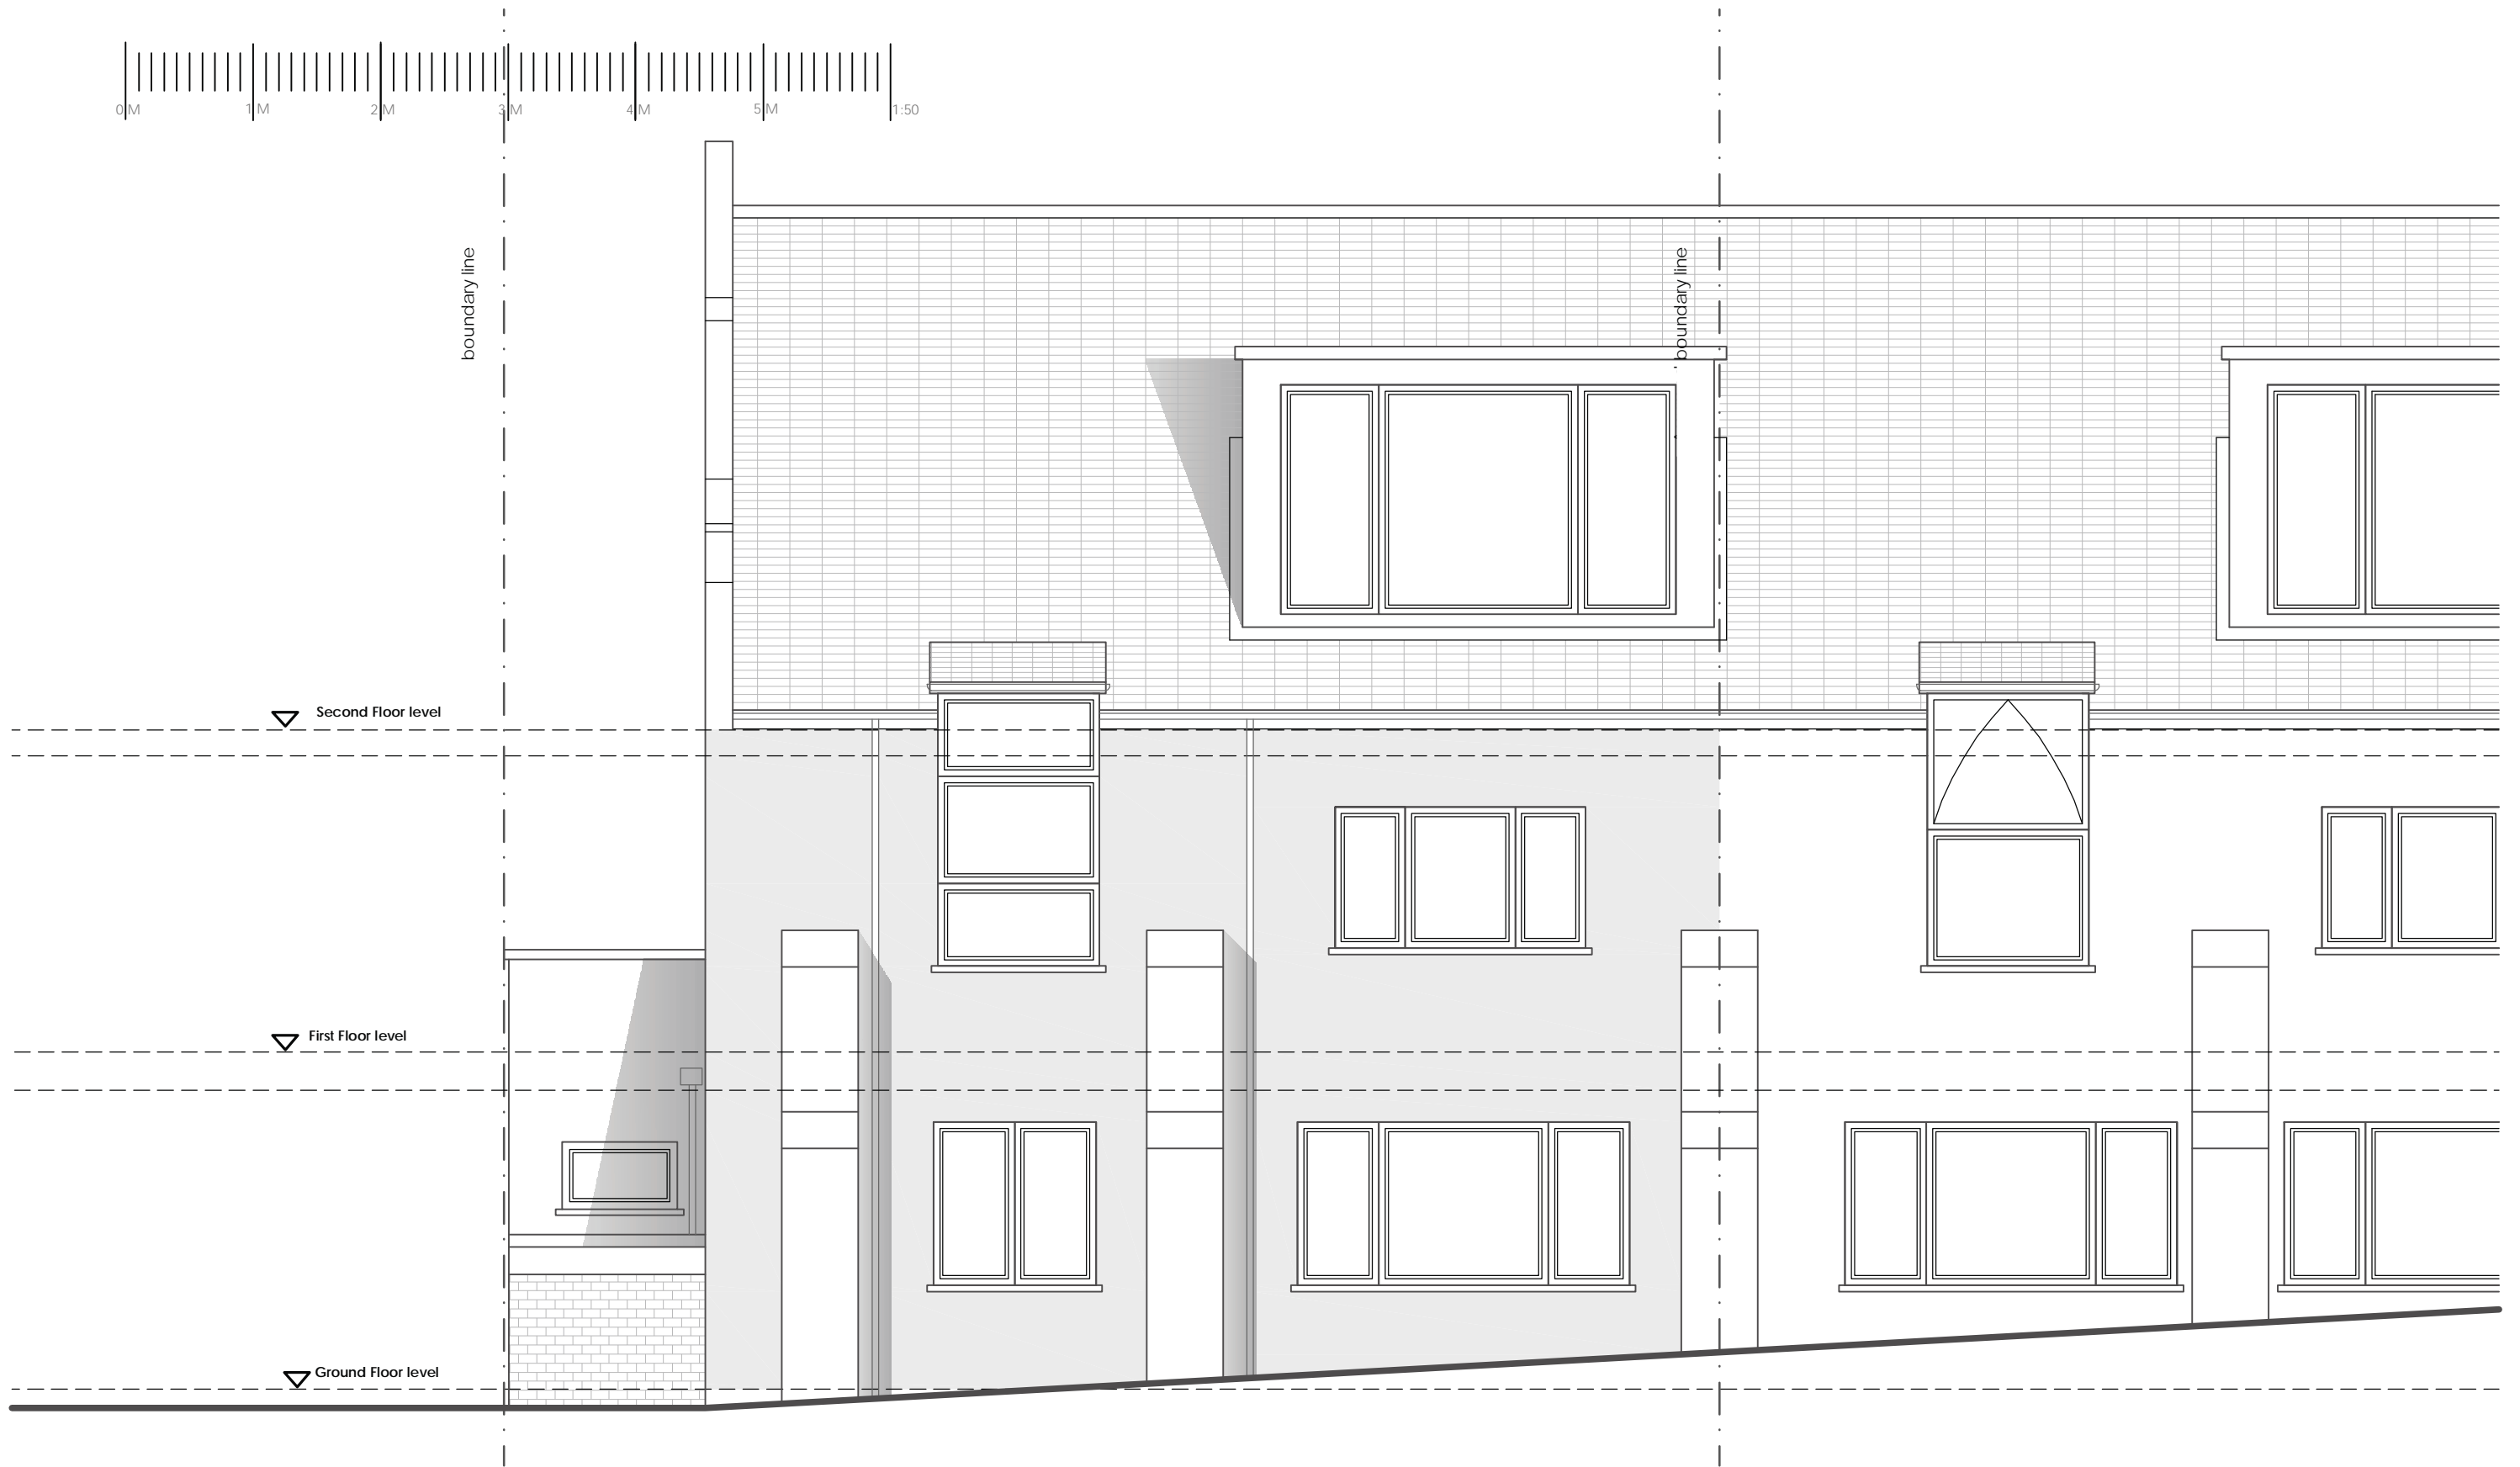 0 M 1 M 2 M 3 M 4 M 5 M 1:50
boundary line
boundary line
Second Floor level
First Floor level
Ground Floor level